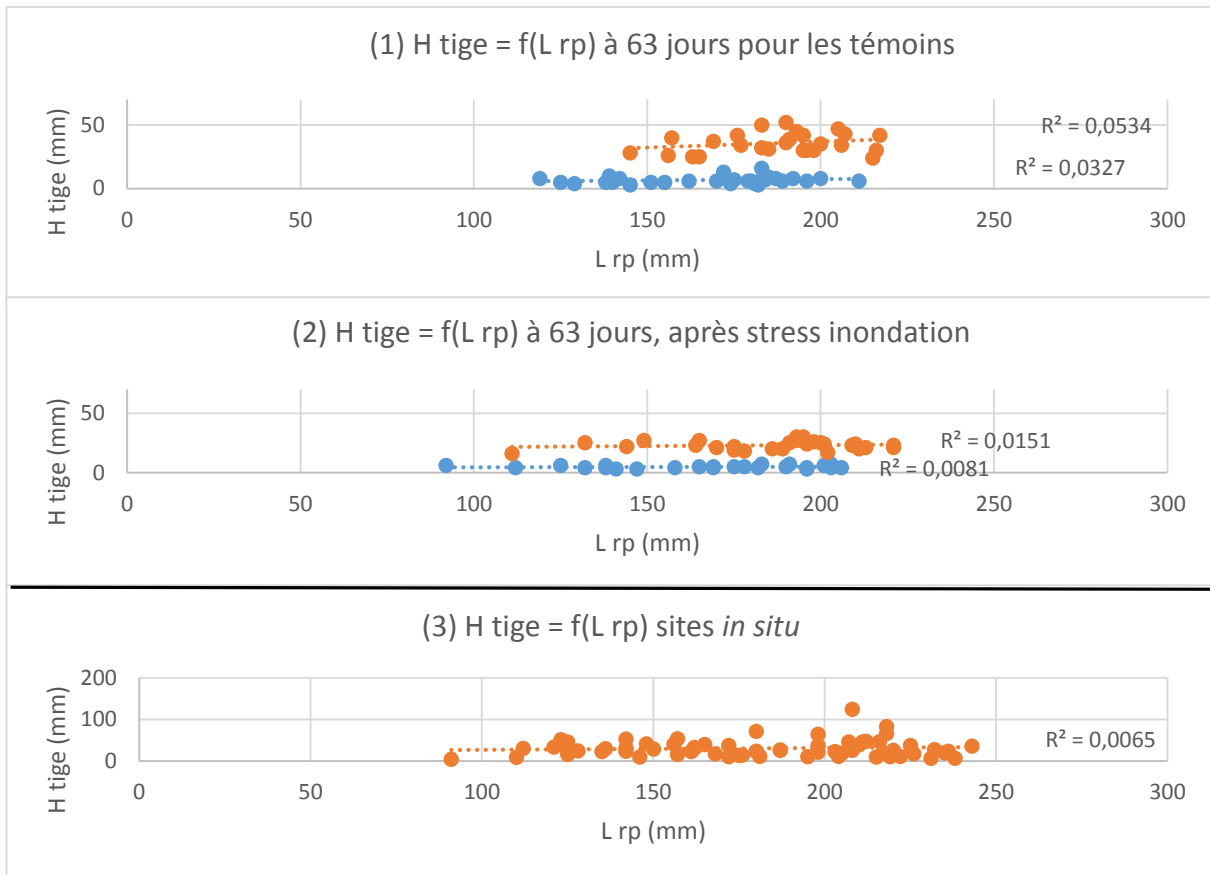 (1) H tige = f(L rp) à 63 jours pour les témoins
H tige (mm)
50
0
0 50 100 150 200 250 300
R² = 0,0534
R² = 0,0327
L rp (mm)
(2) H tige = f(L rp) à 63 jours, après stress inondation
H tige (mm)
50
0
0 50 100 150 200 250 300
R² = 0,0151
R² = 0,0081
L rp (mm)
(3) H tige = f(L rp) sites in situ
H tige (mm)
200
100
0
0 50 100 150 200 250 300
R² = 0,0065
L rp (mm)